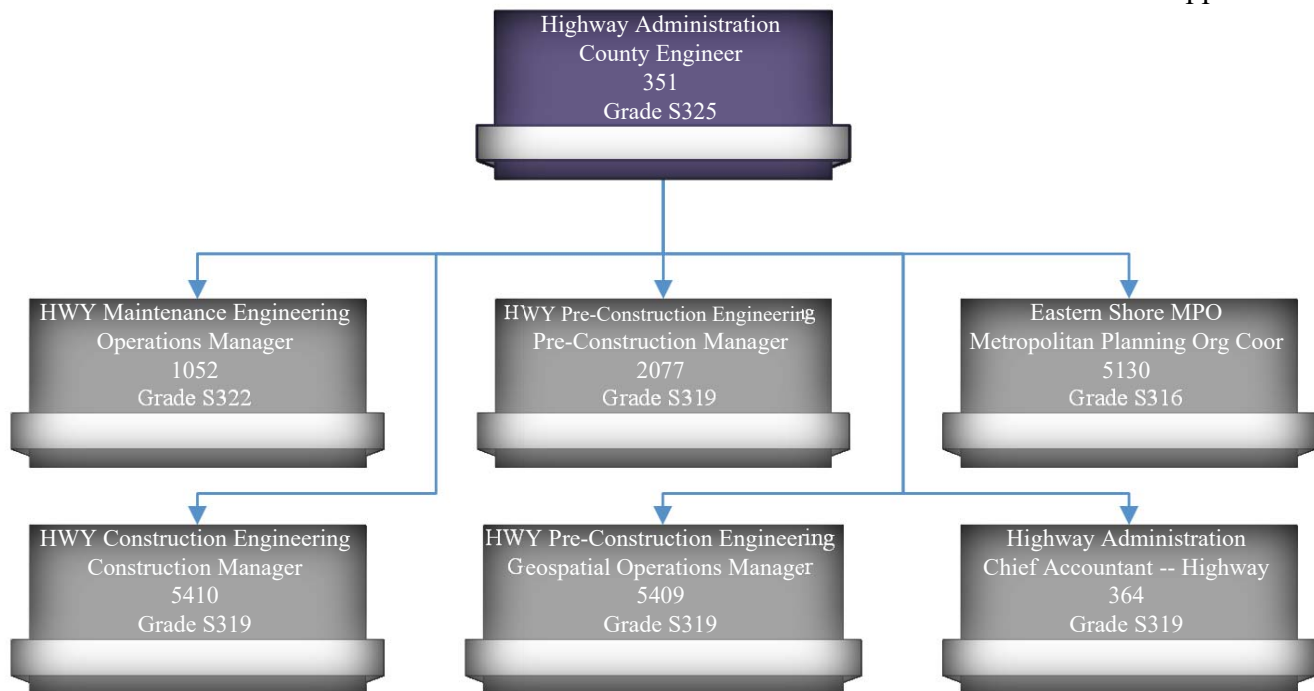 Highway Administration
County Engineer
351
Grade S325
HWY Maintenance Engineering
Operations Manager
1052
Grade S322
HWY Pre-Construction Engineering
Pre-Construction Manager
2077
Grade S319
Eastern Shore MPO
Metropolitan Planning Org Coor
5130
Grade S316
HWY Construction Engineering
Construction Manager
5410
Grade S319
HWY Pre-Construction Engineering
Geospatial Operations Manager
5409
Grade S319
Highway Administration
Chief Accountant -- Highway
364
Grade S319